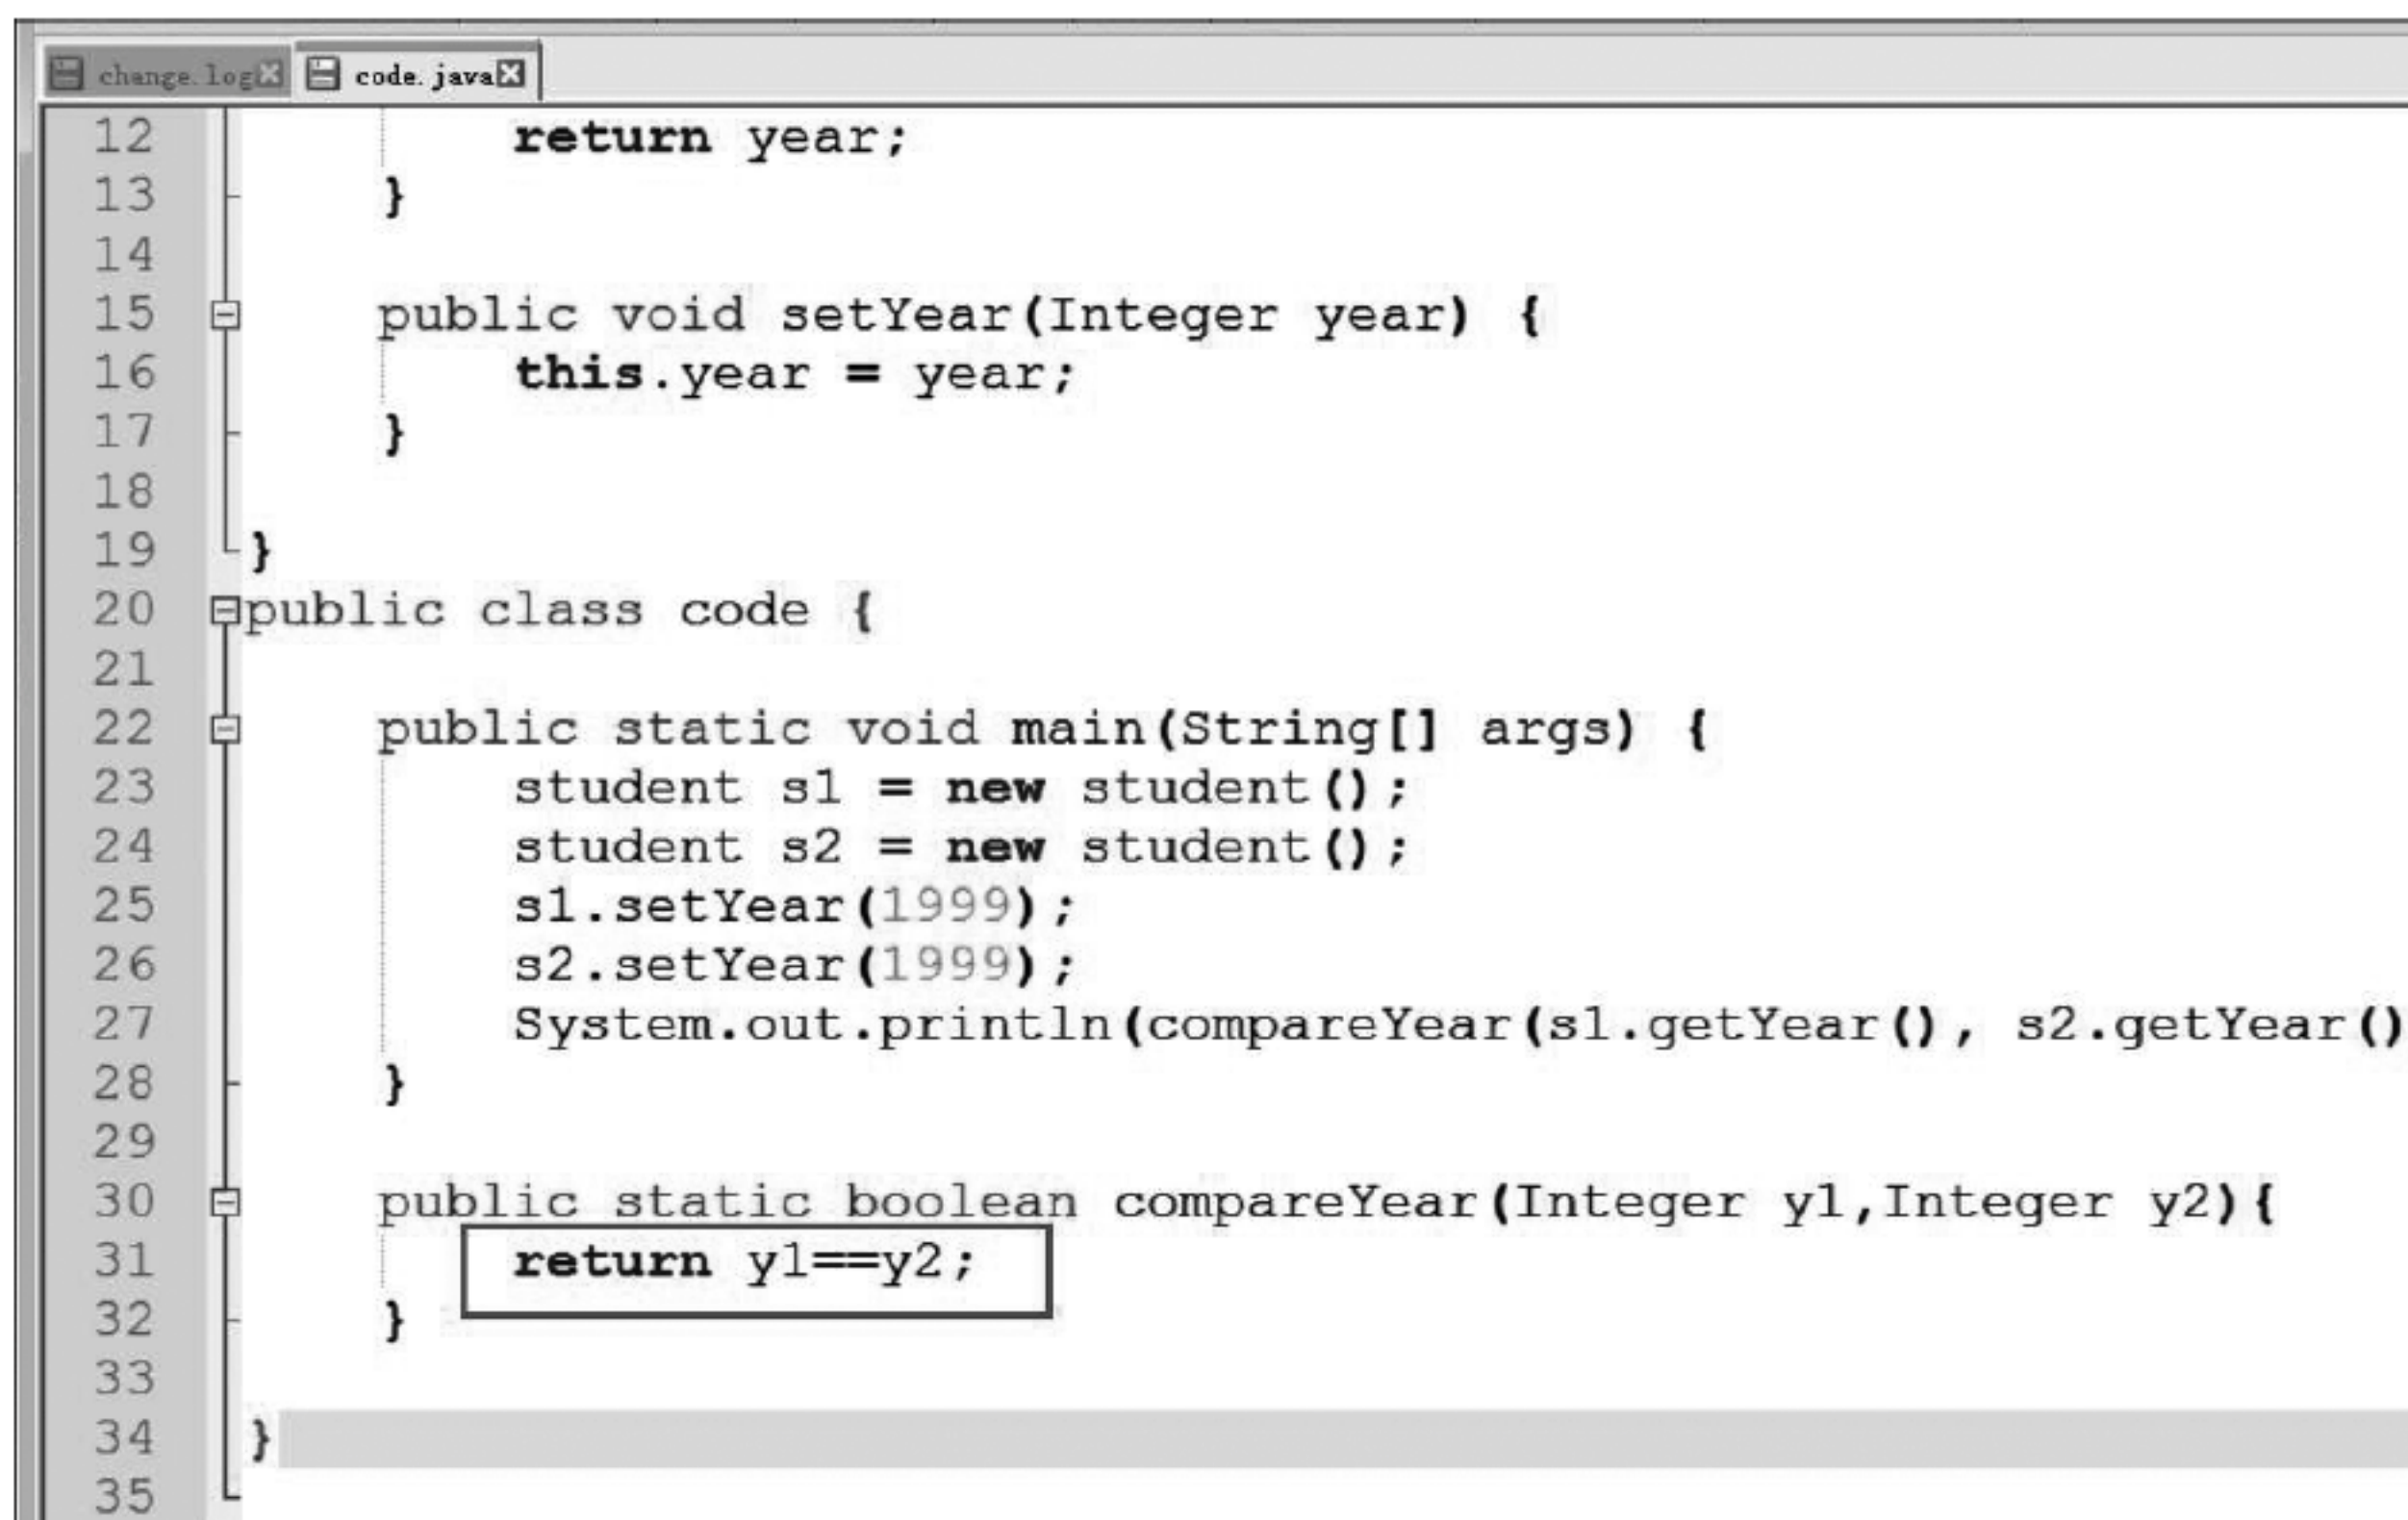 change.log code.java
12 return year;
13 }
14
15 public void setYear(Integer year) {
16 this.year = year;
17 }
18
19 }
20 public class code {
21
22 public static void main(String[] args) {
23 student s1 = new student();
24 student s2 = new student();
25 s1.setYear(1999);
26 s2.setYear(1999);
27 System.out.println(compareYear(s1.getYear(), s2.getYear()
28 }
29
30 public static boolean compareYear(Integer y1,Integer y2){
31 return y1==y2;
32 }
33
34 }
35